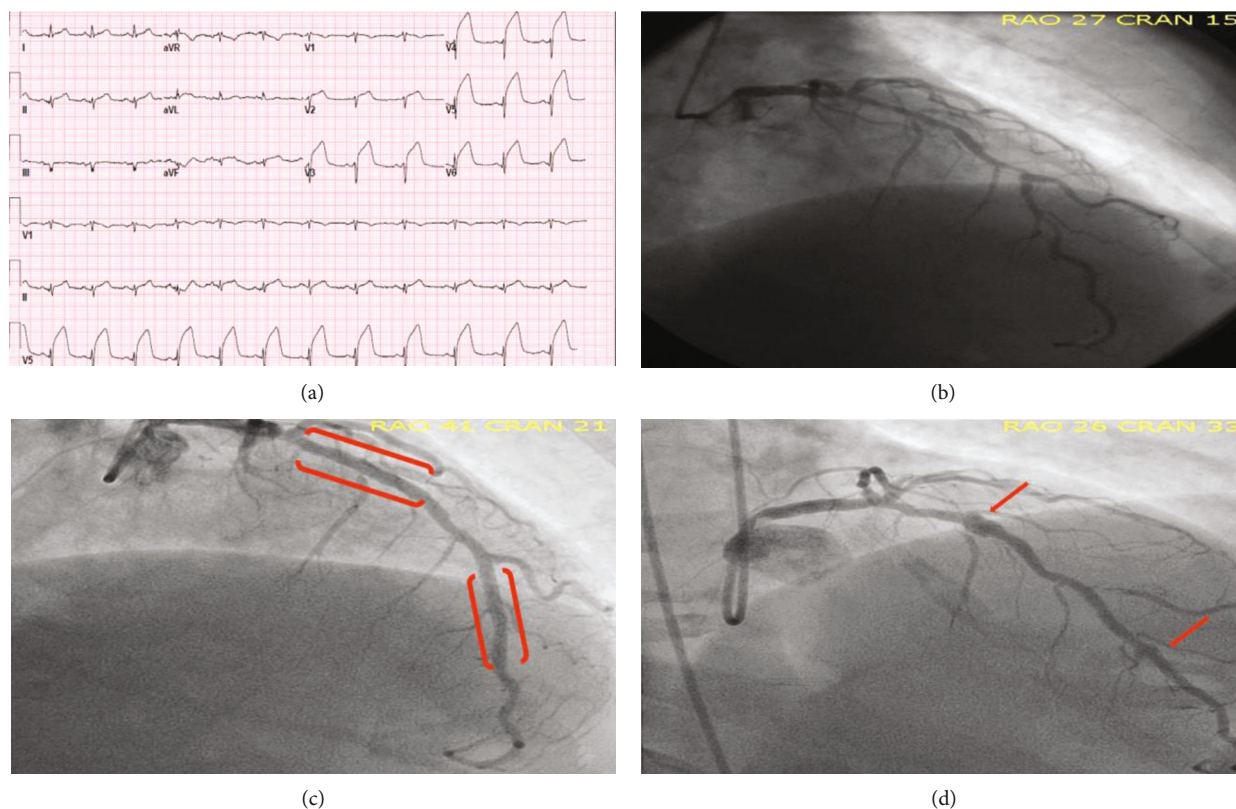 I aVR V1 V4
II aVL V2 V5
III aVF V3 V6
V1
II
V5
(a)
RAO 27 CRAN 15
(b)
RAO 41 CRAN 21
(c)
RAO 26 CRAN 33
(d)